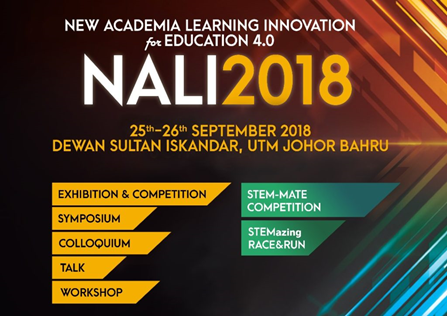 NEW ACADEMIA LEARNING INNOVATION
for EDUCATION 4.0
NALI2018
25th-26th SEPTEMBER 2018
DEWAN SULTAN ISKANDAR, UTM JOHOR BAHRU
EXHIBITION & COMPETITION
SYMPOSIUM
COLLOQUIUM
TALK
WORKSHOP
STEM-MATE
COMPETITION
STEMazing
RACE&RUN